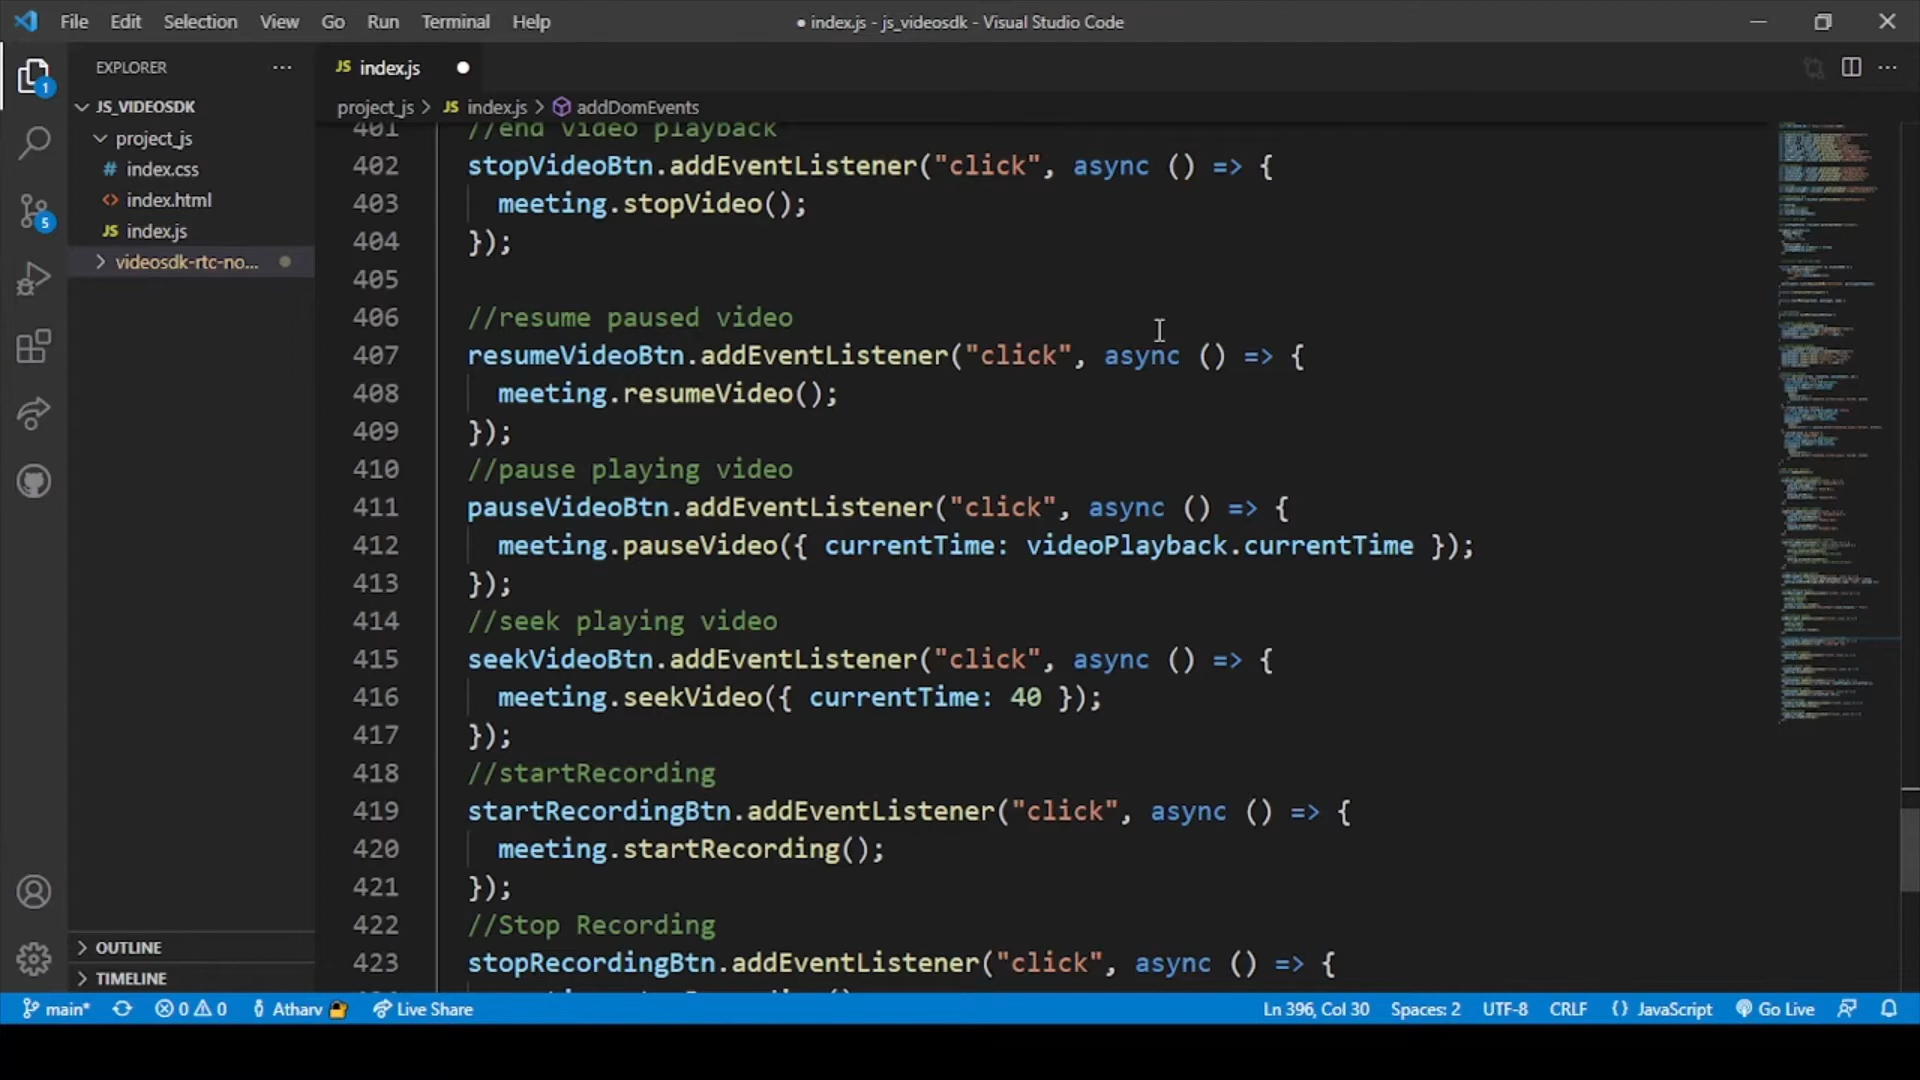 File Edit Selection View Go Run Terminal Help
● index.js - js_videosdk - Visual Studio Code
EXPLORER ...
JS_VIDEOSDK
project_js
# index.css
<> index.html
JS index.js
videosdk-rtc-no...
OUTLINE
TIMELINE
1
5
JS index.js ●
project_js > JS index.js > addDomEvents
401 //end video playback
402 stopVideoBtn.addEventListener("click", async () => {
403 meeting.stopVideo();
404 });
405
406 //resume paused video
407 resumeVideoBtn.addEventListener("click", async () => {
408 meeting.resumeVideo();
409 });
410 //pause playing video
411 pauseVideoBtn.addEventListener("click", async () => {
412 meeting.pauseVideo({ currentTime: videoPlayback.currentTime });
413 });
414 //seek playing video
415 seekVideoBtn.addEventListener("click", async () => {
416 meeting.seekVideo({ currentTime: 40 });
417 });
418 //startRecording
419 startRecordingBtn.addEventListener("click", async () => {
420 meeting.startRecording();
421 });
422 //Stop Recording
423 stopRecordingBtn.addEventListener("click", async () => {
main* 0 0 Atharv Live Share Ln 396, Col 30 Spaces: 2 UTF-8 CRLF {} JavaScript Go Live